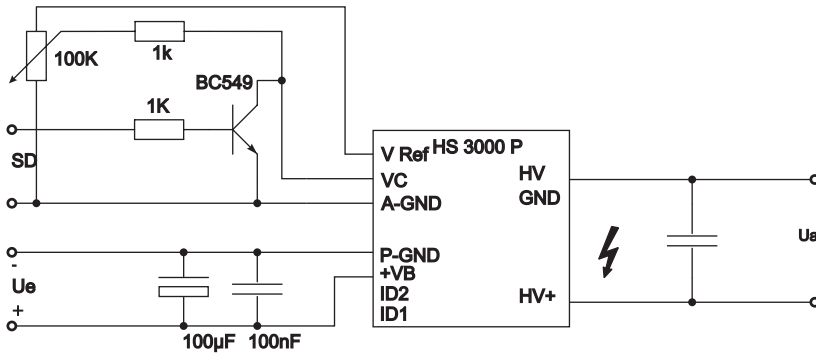 100K
1k
BC549
1K
SD
V Ref
HS 3000 P
VC
A-GND
HV
GND
P-GND
+VB
ID2
ID1
HV+
Ua
-
Ue
+
100µF
100nF